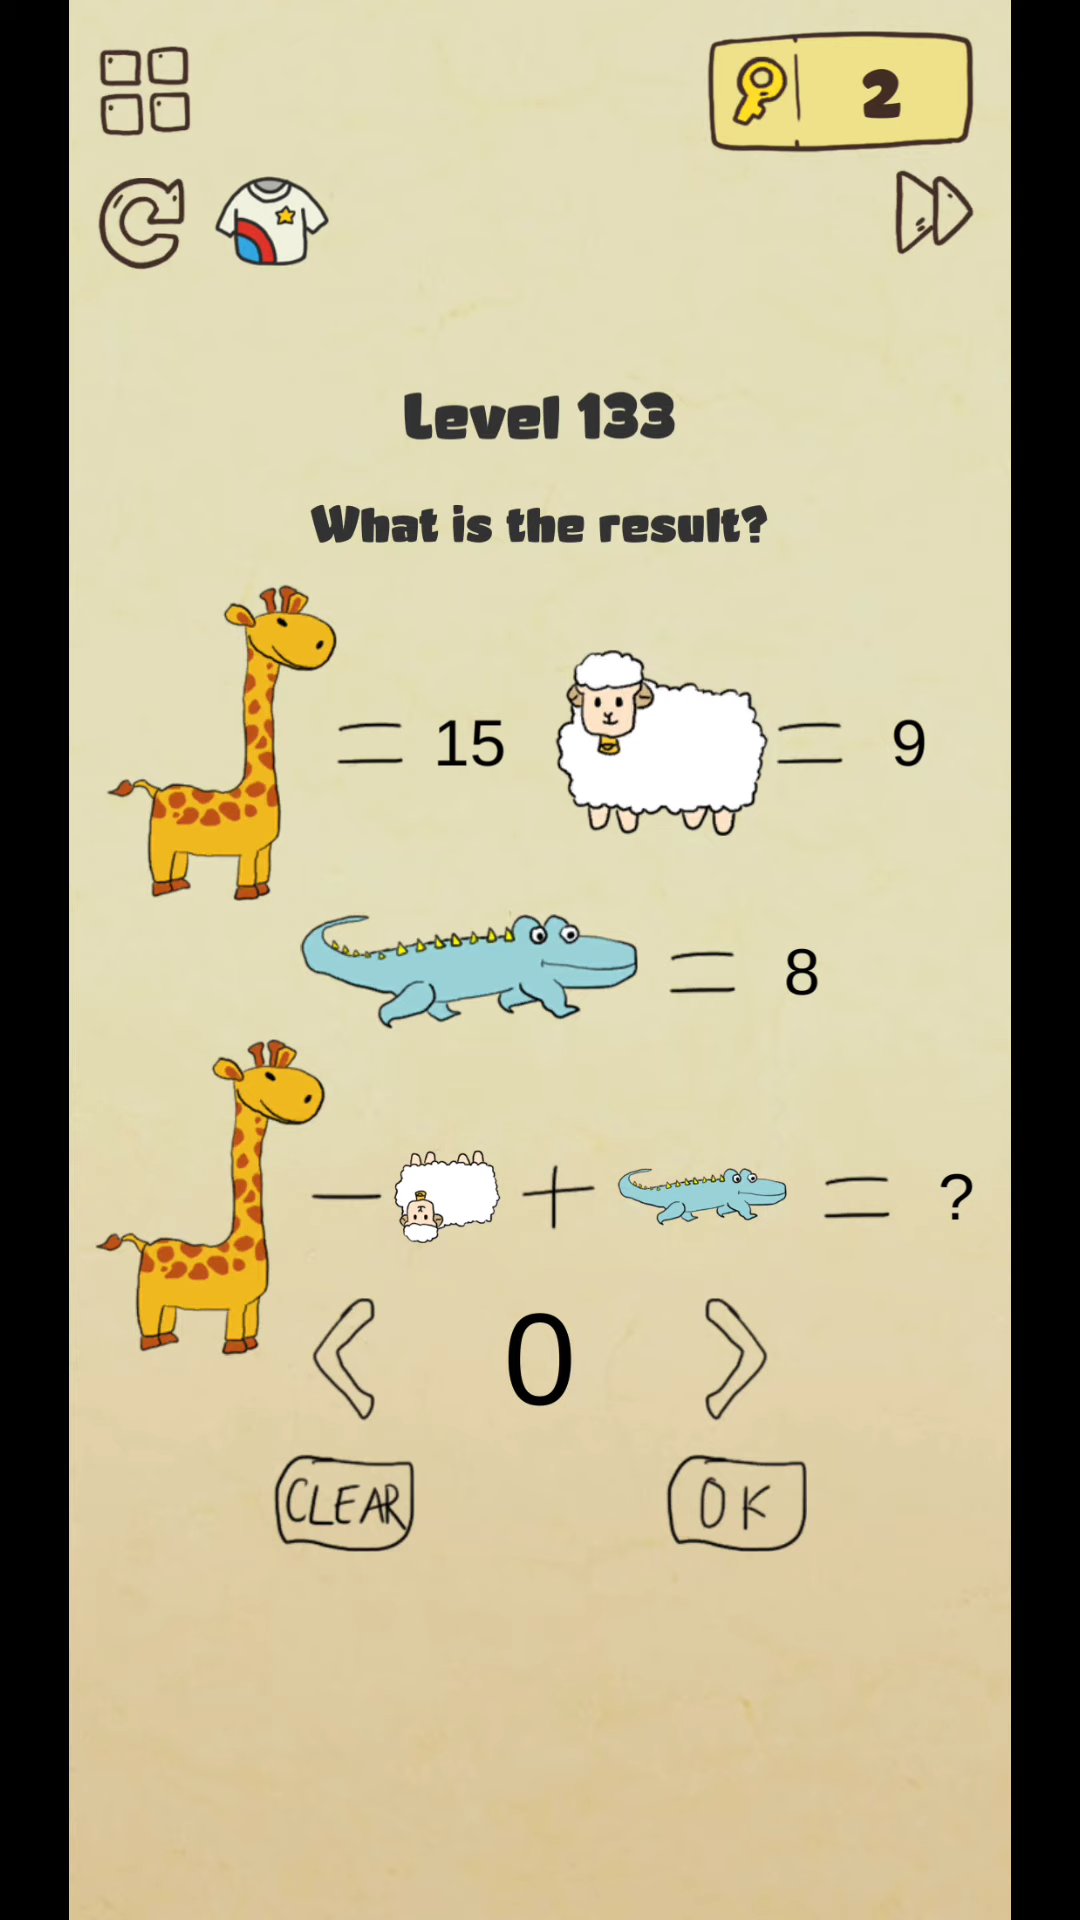 2
Level 133
What is the result?
= 15 = 9
= 8
− + = ?
< 0 >
CLEAR OK